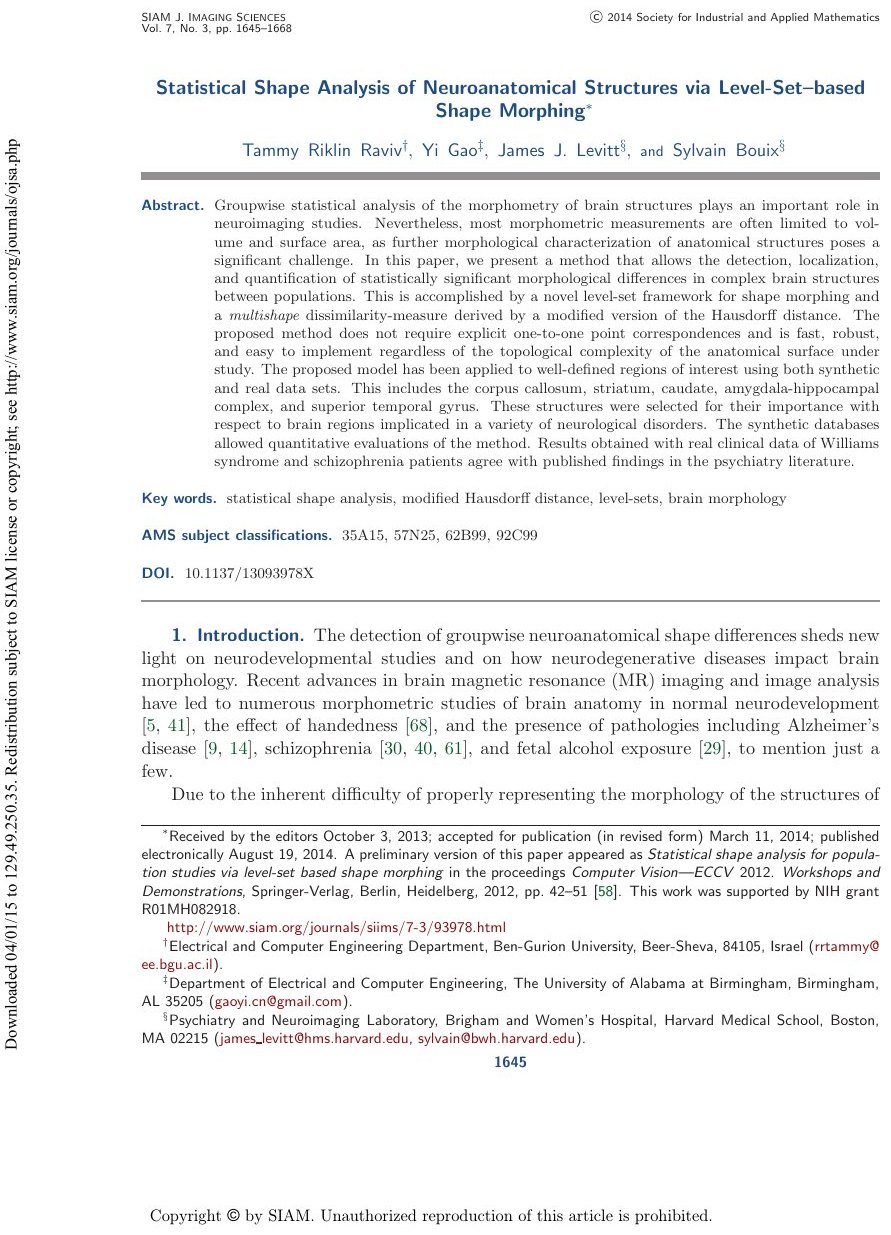 SIAM J. IMAGING SCIENCES
Vol. 7, No. 3, pp. 1645–1668
© 2014 Society for Industrial and Applied Mathematics
Statistical Shape Analysis of Neuroanatomical Structures via Level-Set–based
Shape Morphing*
Tammy Riklin Raviv†, Yi Gao‡, James J. Levitt§, and Sylvain Bouix§
Abstract. Groupwise statistical analysis of the morphometry of brain structures plays an important role in
neuroimaging studies. Nevertheless, most morphometric measurements are often limited to vol-
ume and surface area, as further morphological characterization of anatomical structures poses a
significant challenge. In this paper, we present a method that allows the detection, localization,
and quantification of statistically significant morphological differences in complex brain structures
between populations. This is accomplished by a novel level-set framework for shape morphing and
a multishape dissimilarity-measure derived by a modified version of the Hausdorff distance. The
proposed method does not require explicit one-to-one point correspondences and is fast, robust,
and easy to implement regardless of the topological complexity of the anatomical surface under
study. The proposed model has been applied to well-defined regions of interest using both synthetic
and real data sets. This includes the corpus callosum, striatum, caudate, amygdala-hippocampal
complex, and superior temporal gyrus. These structures were selected for their importance with
respect to brain regions implicated in a variety of neurological disorders. The synthetic databases
allowed quantitative evaluations of the method. Results obtained with real clinical data of Williams
syndrome and schizophrenia patients agree with published findings in the psychiatry literature.
Key words. statistical shape analysis, modified Hausdorff distance, level-sets, brain morphology
AMS subject classifications. 35A15, 57N25, 62B99, 92C99
DOI. 10.1137/13093978X
1. Introduction. The detection of groupwise neuroanatomical shape differences sheds new
light on neurodevelopmental studies and on how neurodegenerative diseases impact brain
morphology. Recent advances in brain magnetic resonance (MR) imaging and image analysis
have led to numerous morphometric studies of brain anatomy in normal neurodevelopment
[5, 41], the effect of handedness [68], and the presence of pathologies including Alzheimer's
disease [9, 14], schizophrenia [30, 40, 61], and fetal alcohol exposure [29], to mention just a
few.
Due to the inherent difficulty of properly representing the morphology of the structures of
*Received by the editors October 3, 2013; accepted for publication (in revised form) March 11, 2014; published
electronically August 19, 2014. A preliminary version of this paper appeared as Statistical shape analysis for popula-
tion studies via level-set based shape morphing in the proceedings Computer Vision—ECCV 2012. Workshops and
Demonstrations, Springer-Verlag, Berlin, Heidelberg, 2012, pp. 42–51 [58]. This work was supported by NIH grant
R01MH082918.
http://www.siam.org/journals/siims/7-3/93978.html
†Electrical and Computer Engineering Department, Ben-Gurion University, Beer-Sheva, 84105, Israel (rrtammy@
ee.bgu.ac.il).
‡Department of Electrical and Computer Engineering, The University of Alabama at Birmingham, Birmingham,
AL 35205 (gaoyi.cn@gmail.com).
§Psychiatry and Neuroimaging Laboratory, Brigham and Women's Hospital, Harvard Medical School, Boston,
MA 02215 (james_levitt@hms.harvard.edu, sylvain@bwh.harvard.edu).
1645
Copyright © by SIAM. Unauthorized reproduction of this article is prohibited.
Downloaded 04/01/15 to 129.49.250.35. Redistribution subject to SIAM license or copyright; see http://www.siam.org/journals/ojsa.php